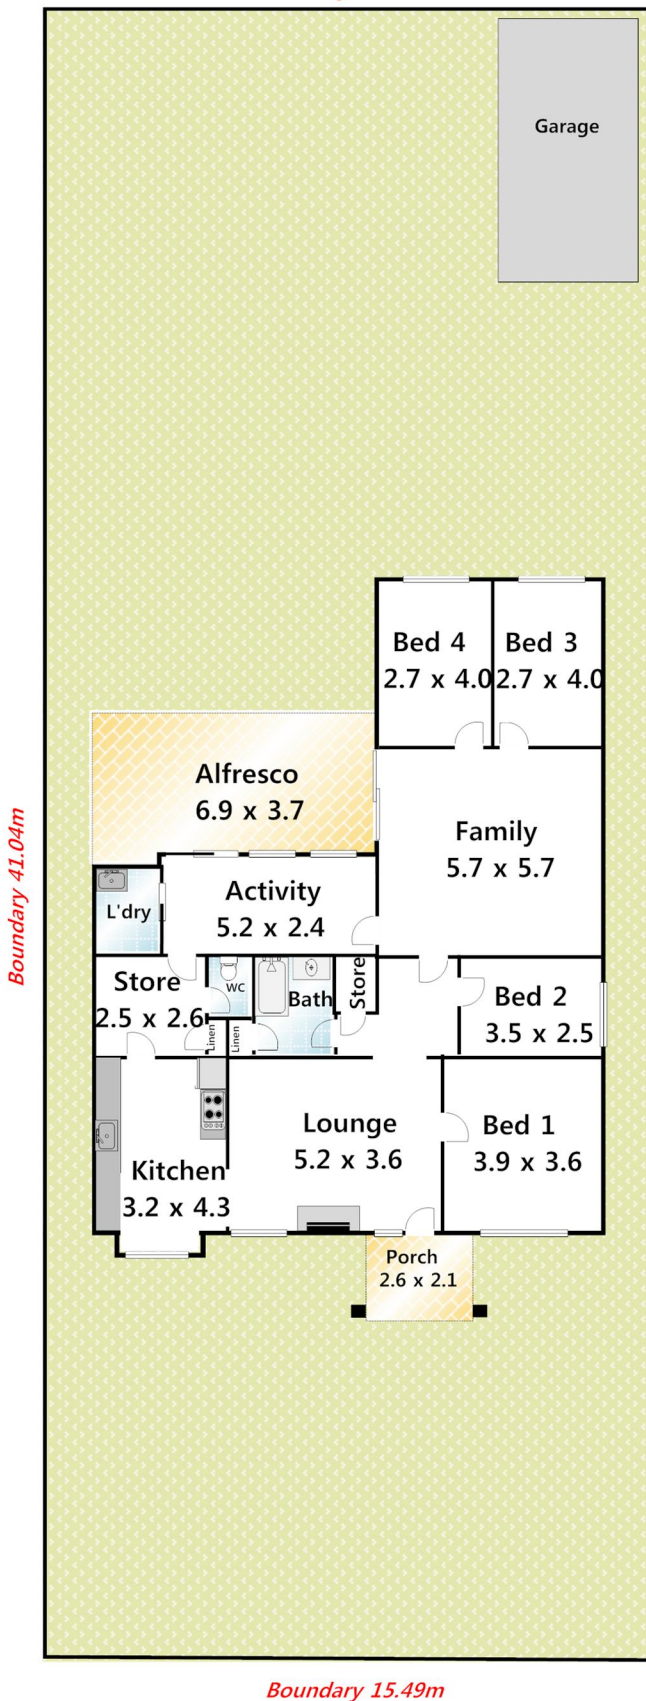 Garage
Bed 4
2.7 x 4.0
Bed 3
2.7 x 4.0
Alfresco
6.9 x 3.7
Family
5.7 x 5.7
Boundary 41.04m
Activity
5.2 x 2.4
L'dry
Store
2.5 x 2.6
WC
Bath
Store
Bed 2
3.5 x 2.5
Linen
Linen
Lounge
5.2 x 3.6
Bed 1
3.9 x 3.6
Kitchen
3.2 x 4.3
Porch
2.6 x 2.1
Boundary 15.49m